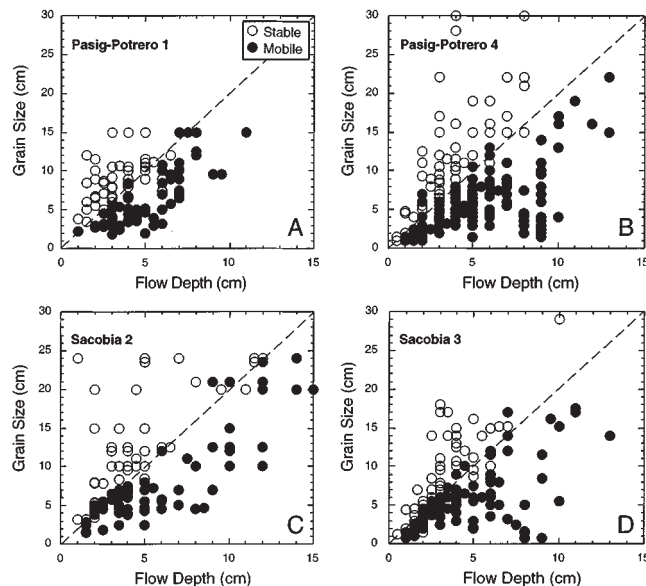 Pasig-Potrero 1
Stable
Mobile
Grain Size (cm)
30
25
20
15
10
5
0
0 5 10 15
Flow Depth (cm)
A
Pasig-Potrero 4
Grain Size (cm)
30
25
20
15
10
5
0
0 5 10 15
Flow Depth (cm)
B
Sacobia 2
Grain Size (cm)
30
25
20
15
10
5
0
0 5 10 15
Flow Depth (cm)
C
Sacobia 3
Grain Size (cm)
30
25
20
15
10
5
0
0 5 10 15
Flow Depth (cm)
D